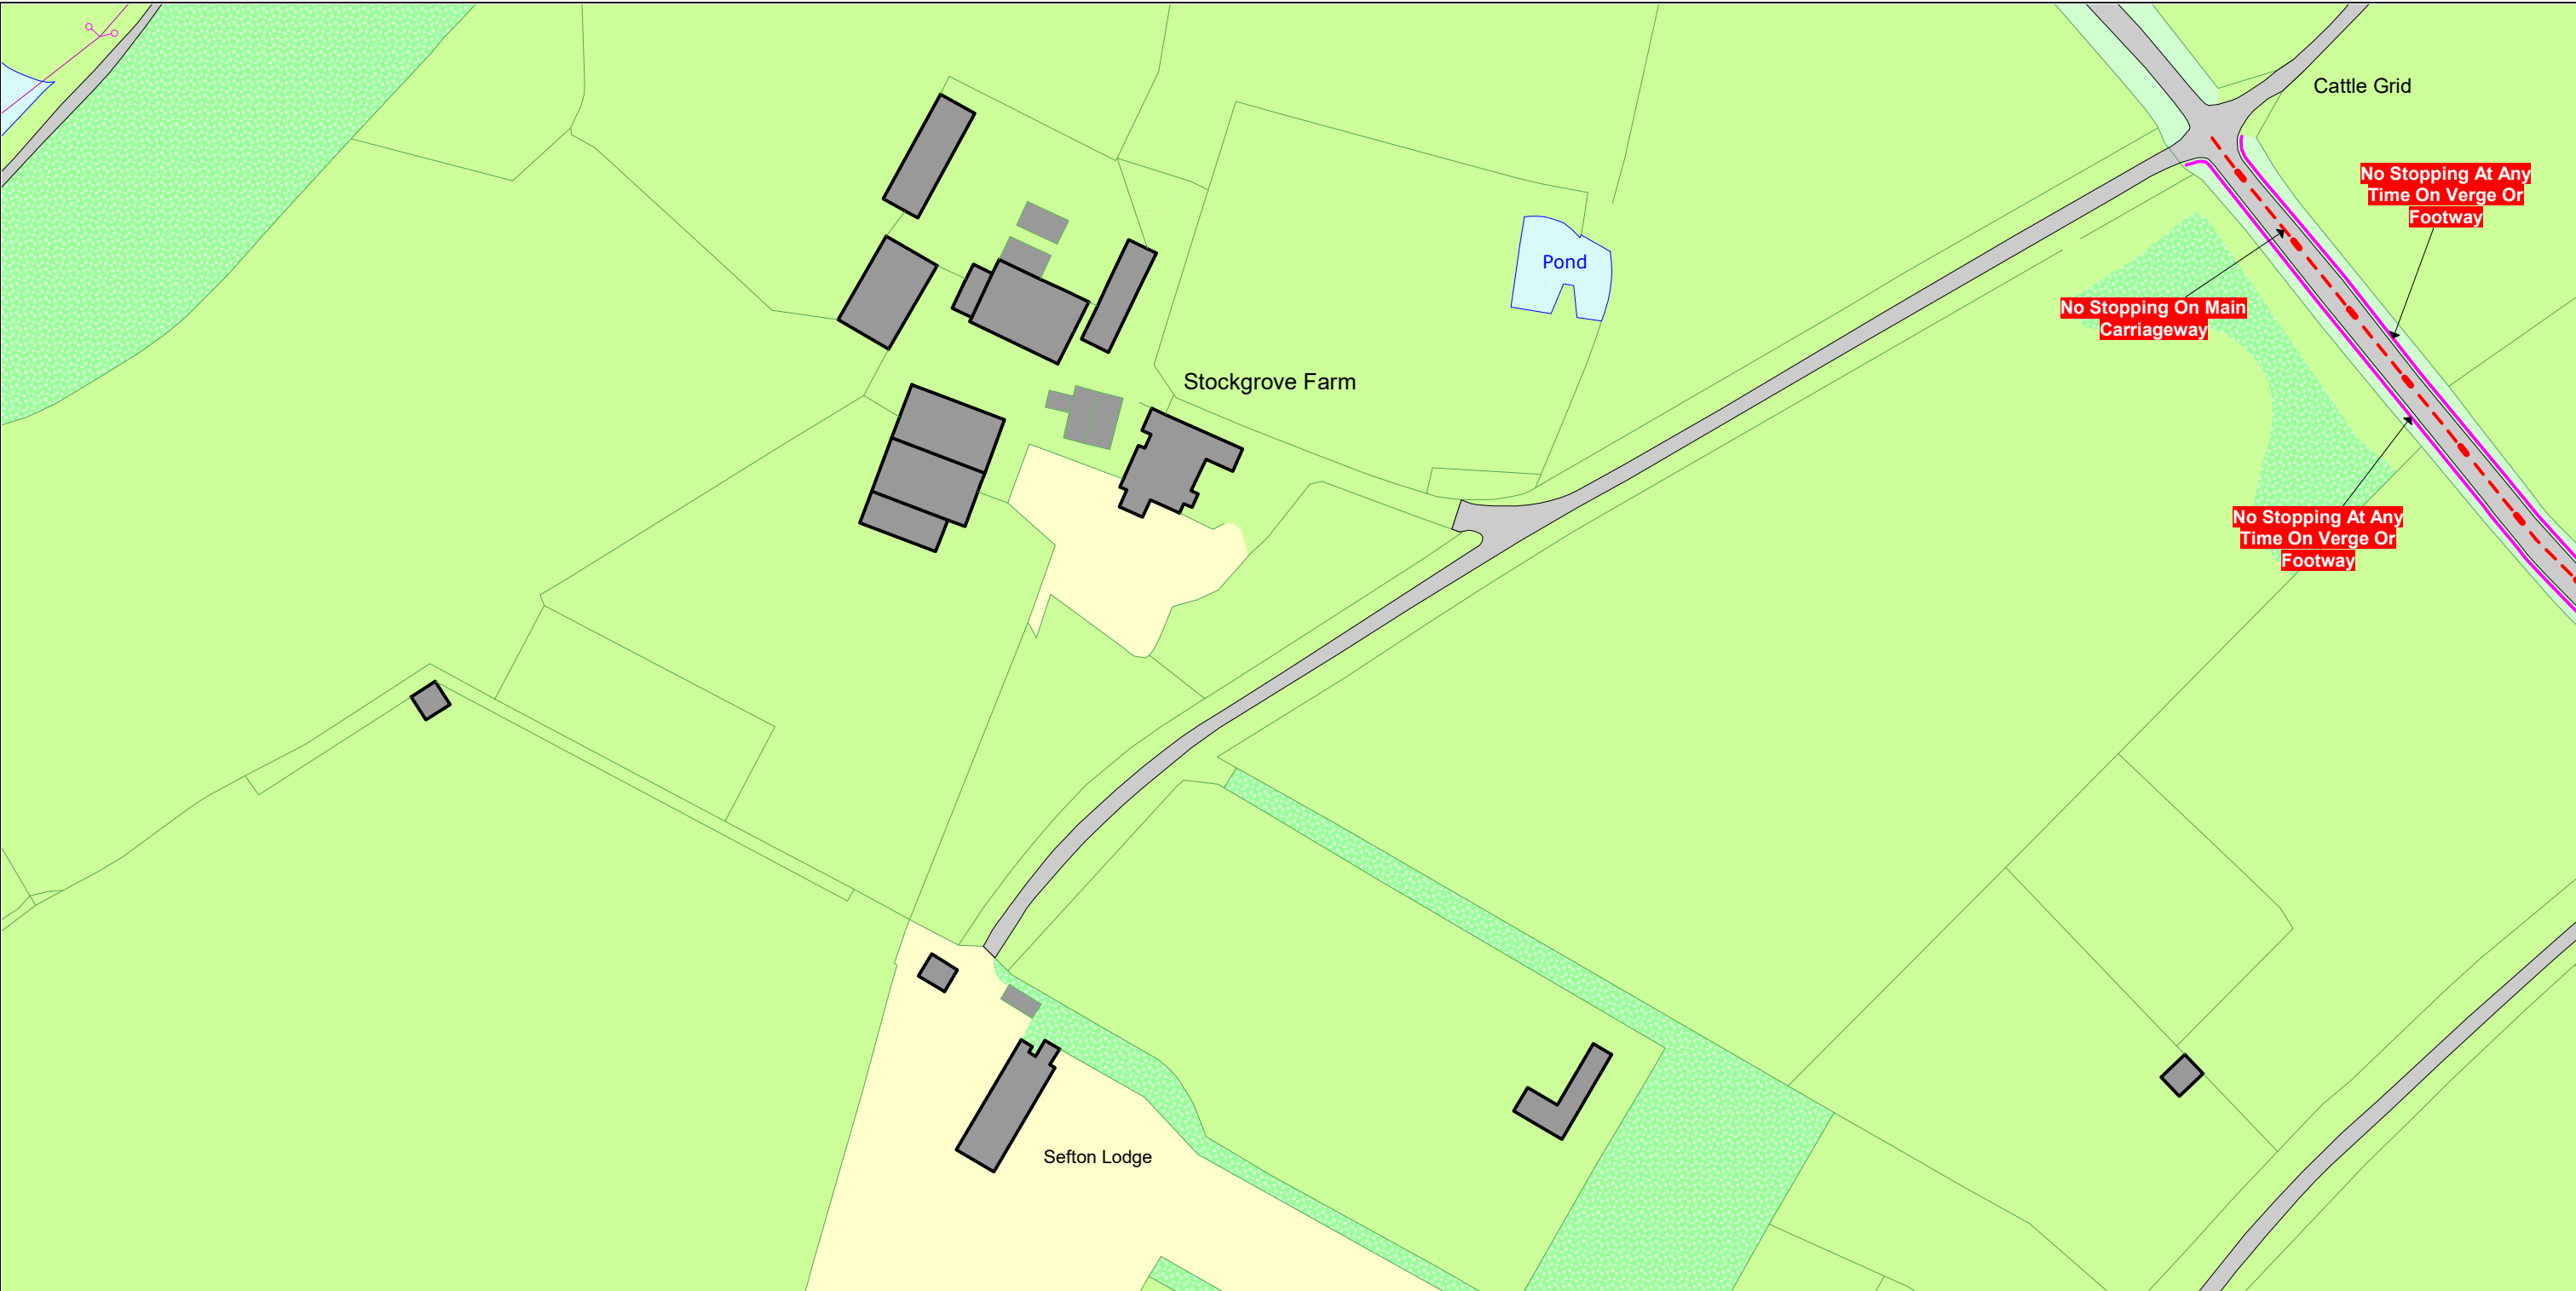 Cattle Grid
No Stopping At Any
Time On Verge Or
Footway
Pond
No Stopping On Main
Carriageway
Stockgrove Farm
No Stopping At Any
Time On Verge Or
Footway
Sefton Lodge